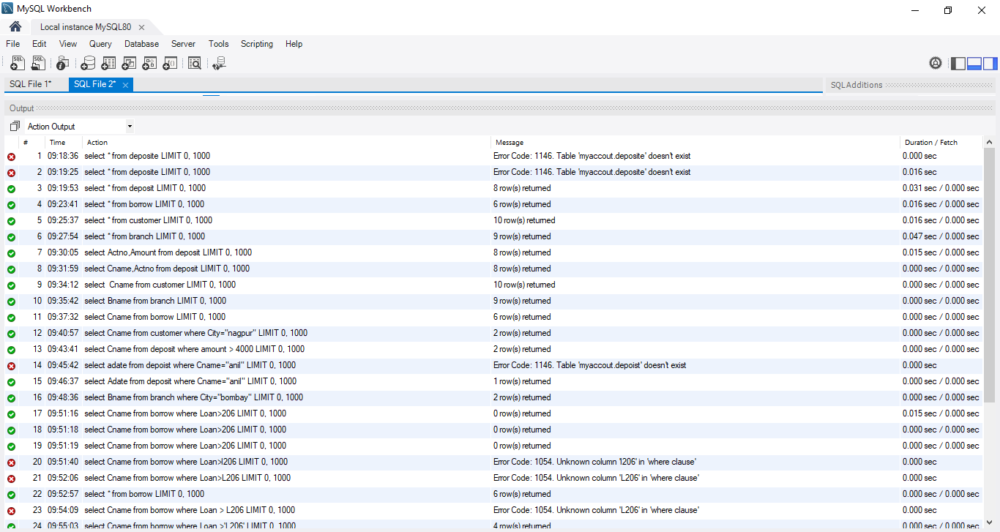 MySQL Workbench
Local instance MySQL80
File Edit View Query Database Server Tools Scripting Help
SQL File 1* SQL File 2* SQLAdditions
Output
Action Output
# Time Action Message Duration / Fetch
1 09:18:36 select * from deposite LIMIT 0, 1000 Error Code: 1146. Table 'myaccout.deposite' doesn't exist 0.000 sec
2 09:19:25 select * from deposite LIMIT 0, 1000 Error Code: 1146. Table 'myaccout.deposite' doesn't exist 0.016 sec
3 09:19:53 select * from deposit LIMIT 0, 1000 8 row(s) returned 0.031 sec / 0.000 sec
4 09:23:41 select * from borrow LIMIT 0, 1000 6 row(s) returned 0.016 sec / 0.000 sec
5 09:25:37 select * from customer LIMIT 0, 1000 10 row(s) returned 0.016 sec / 0.000 sec
6 09:27:54 select * from branch LIMIT 0, 1000 9 row(s) returned 0.047 sec / 0.000 sec
7 09:30:05 select Actno,Amount from deposit LIMIT 0, 1000 8 row(s) returned 0.015 sec / 0.000 sec
8 09:31:59 select Cname,Actno from deposit LIMIT 0, 1000 8 row(s) returned 0.000 sec / 0.000 sec
9 09:34:12 select  Cname from customer LIMIT 0, 1000 10 row(s) returned 0.000 sec / 0.000 sec
10 09:35:42 select Bname from branch LIMIT 0, 1000 9 row(s) returned 0.000 sec / 0.000 sec
11 09:37:32 select Cname from borrow LIMIT 0, 1000 6 row(s) returned 0.000 sec / 0.000 sec
12 09:40:57 select Cname from customer where City="nagpur" LIMIT 0, 1000 2 row(s) returned 0.000 sec / 0.000 sec
13 09:43:41 select Cname from deposit where amount > 4000 LIMIT 0, 1000 2 row(s) returned 0.000 sec / 0.000 sec
14 09:45:42 select adate from depoist where Cname="anil" LIMIT 0, 1000 Error Code: 1146. Table 'myaccout.depoist' doesn't exist 0.000 sec
15 09:46:37 select Adate from deposit where Cname="anil" LIMIT 0, 1000 1 row(s) returned 0.000 sec / 0.000 sec
16 09:48:36 select Bname from branch where City="bombay" LIMIT 0, 1000 2 row(s) returned 0.000 sec / 0.000 sec
17 09:51:16 select Cname from borrow where Loan>206 LIMIT 0, 1000 0 row(s) returned 0.015 sec / 0.000 sec
18 09:51:18 select Cname from borrow where Loan>206 LIMIT 0, 1000 0 row(s) returned 0.000 sec / 0.000 sec
19 09:51:19 select Cname from borrow where Loan>206 LIMIT 0, 1000 0 row(s) returned 0.000 sec / 0.000 sec
20 09:51:40 select Cname from borrow where Loan>l206 LIMIT 0, 1000 Error Code: 1054. Unknown column 'l206' in 'where clause' 0.000 sec
21 09:52:06 select Cname from borrow where Loan>L206 LIMIT 0, 1000 Error Code: 1054. Unknown column 'L206' in 'where clause' 0.000 sec
22 09:52:57 select * from borrow LIMIT 0, 1000 6 row(s) returned 0.000 sec / 0.000 sec
23 09:54:09 select Cname from borrow where Loan > L206 LIMIT 0, 1000 Error Code: 1054. Unknown column 'L206' in 'where clause' 0.000 sec
24 09:55:03 select Cname from borrow where Loan >'L206' LIMIT 0, 1000 4 row(s) returned 0.000 sec / 0.000 sec